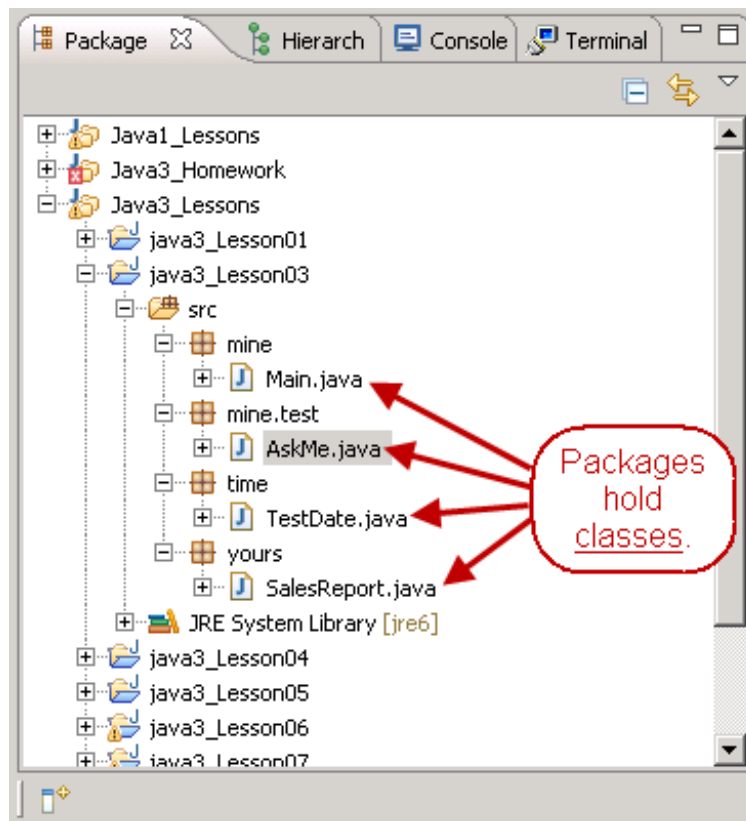 Package Hierarch Console Terminal
Java1_Lessons
Java3_Homework
Java3_Lessons
java3_Lesson01
java3_Lesson03
src
mine
Main.java
mine.test
AskMe.java
time
TestDate.java
yours
SalesReport.java
JRE System Library [jre6]
java3_Lesson04
java3_Lesson05
java3_Lesson06
java3_Lesson07
Packages
hold
classes.